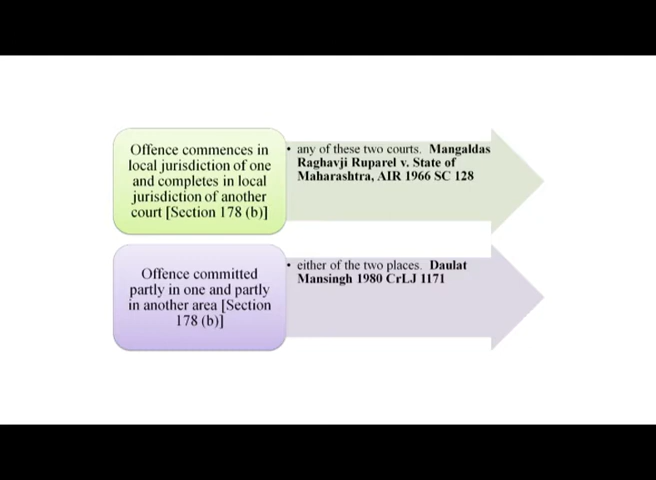 Offence commences in
local jurisdiction of one
and completes in local
jurisdiction of another
court [Section 178 (b)]
• any of these two courts. Mangaldas
Raghavji Ruparel v. State of
Maharashtra, AIR 1966 SC 128
Offence committed
partly in one and partly
in another area [Section
178 (b)]
• either of the two places. Daulat
Mansingh 1980 CrLJ 1171